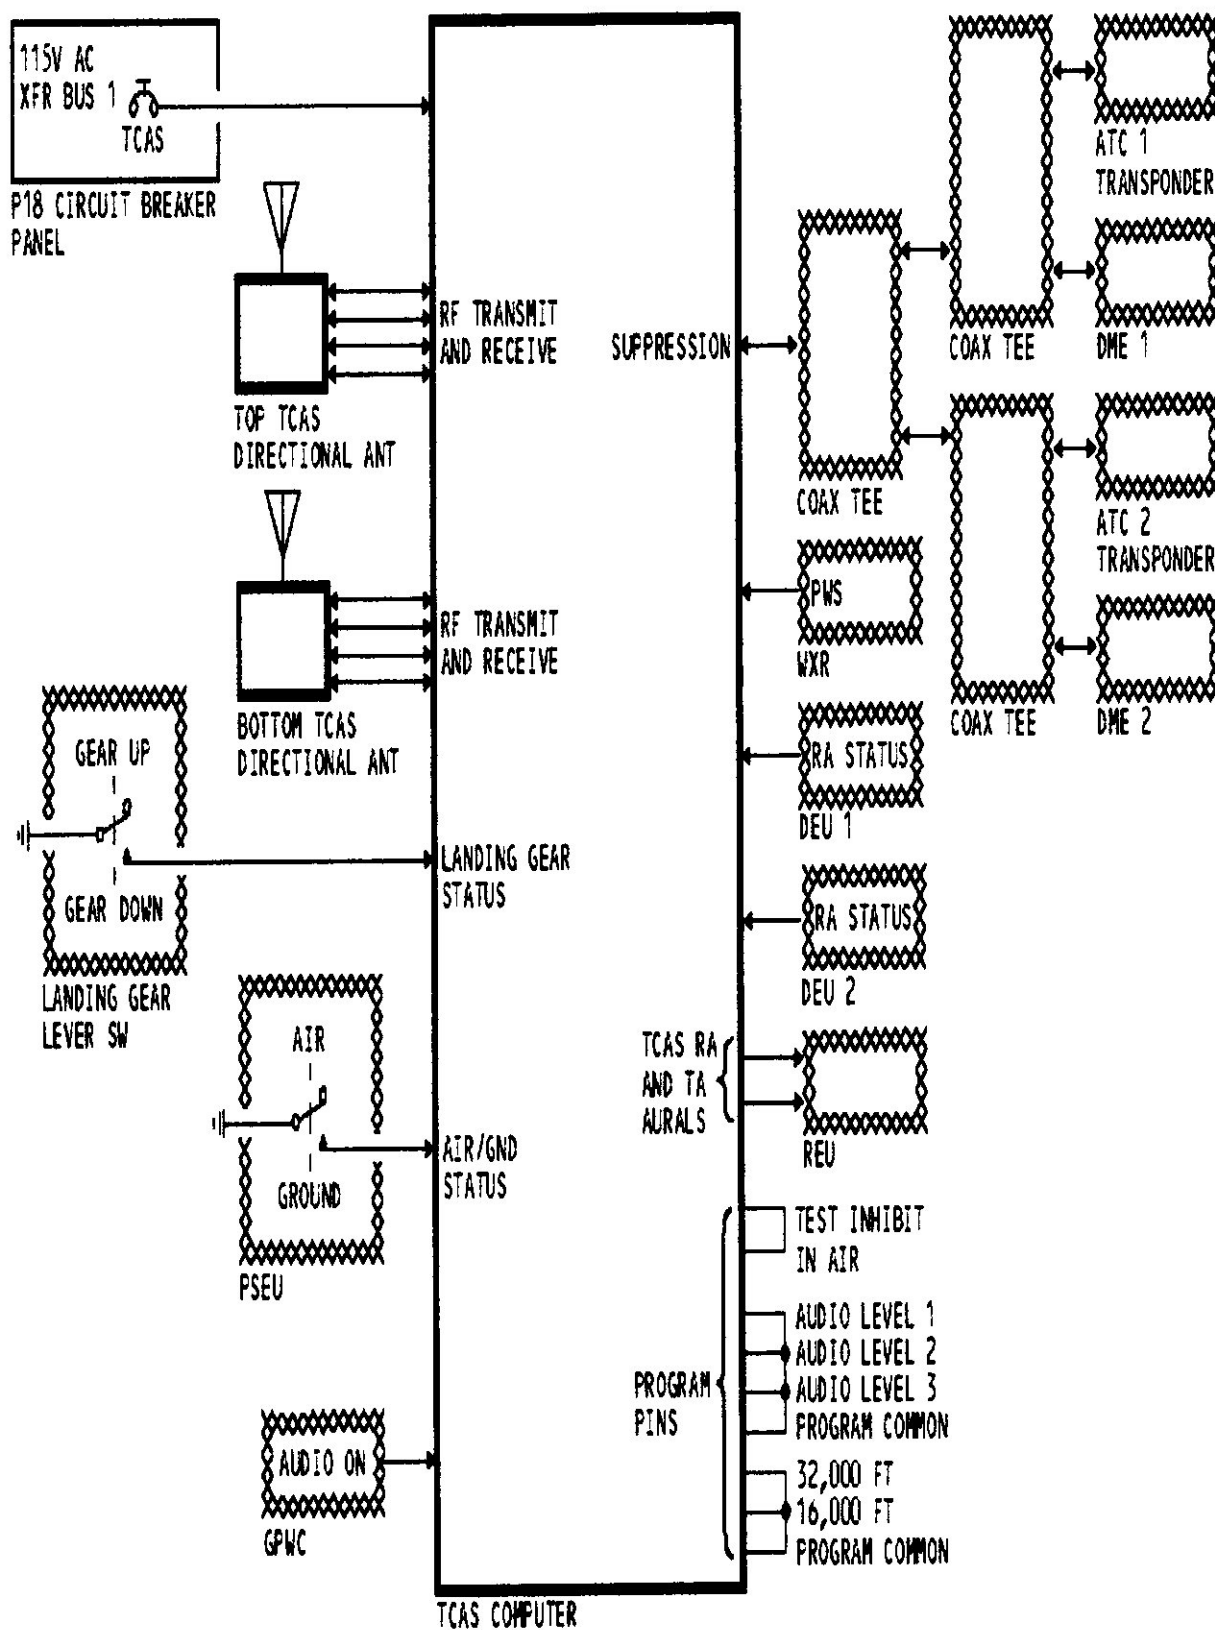 115V AC
XFR BUS 1
TCAS
P18 CIRCUIT BREAKER
PANEL
TOP TCAS
DIRECTIONAL ANT
RF TRANSMIT
AND RECEIVE
BOTTOM TCAS
DIRECTIONAL ANT
RF TRANSMIT
AND RECEIVE
GEAR UP
GEAR DOWN
LANDING GEAR
LEVER SW
LANDING GEAR
STATUS
AIR
GROUND
PSEU
AIR/GND
STATUS
AUDIO ON
GPWC
TCAS COMPUTER
SUPPRESSION
COAX TEE
COAX TEE
ATC 1
TRANSPONDER
DME 1
COAX TEE
ATC 2
TRANSPONDER
DME 2
PWS
WXR
RA STATUS
DEU 1
RA STATUS
DEU 2
TCAS RA
AND TA
AURALS
REU
PROGRAM
PINS
TEST INHIBIT
IN AIR
AUDIO LEVEL 1
AUDIO LEVEL 2
AUDIO LEVEL 3
PROGRAM COMMON
32,000 FT
16,000 FT
PROGRAM COMMON